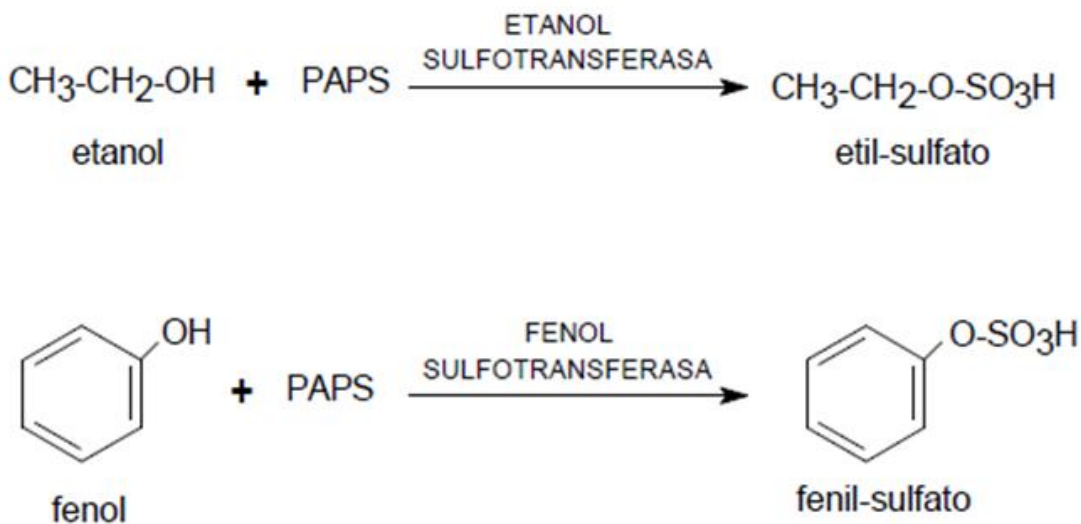 ETANOL
SULFOTRANSFERASA
CH3-CH2-OH + PAPS
CH3-CH2-O-SO3H
etanol
etil-sulfato
OH
FENOL
SULFOTRANSFERASA
O-SO3H
+ PAPS
fenol
fenil-sulfato